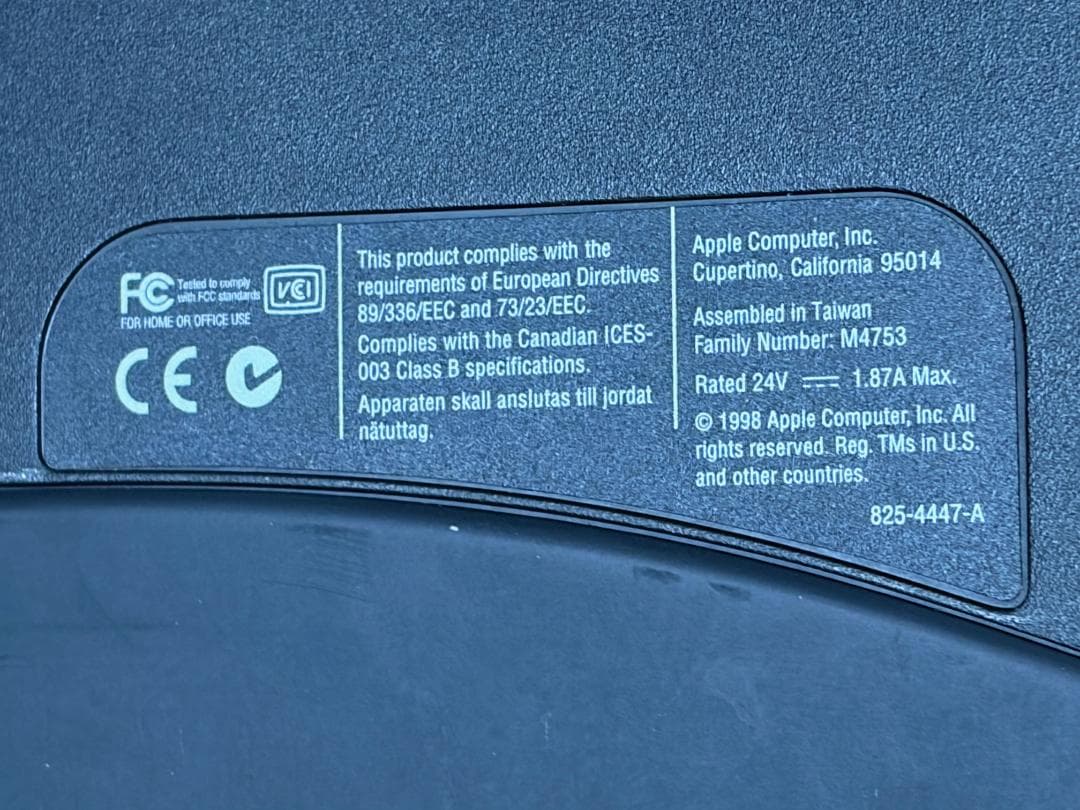 FC Tested to comply
with FCC standards
FOR HOME OR OFFICE USE
VCI
CE
This product complies with the
requirements of European Directives
89/336/EEC and 73/23/EEC.
Complies with the Canadian ICES-
003 Class B specifications.
Apparaten skall anslutas till jordat
nätuttag.
Apple Computer, Inc.
Cupertino, California 95014
Assembled in Taiwan
Family Number: M4753
Rated 24V ⎓ 1.87A Max.
© 1998 Apple Computer, Inc. All
rights reserved. Reg. TMs in U.S.
and other countries.
825-4447-A